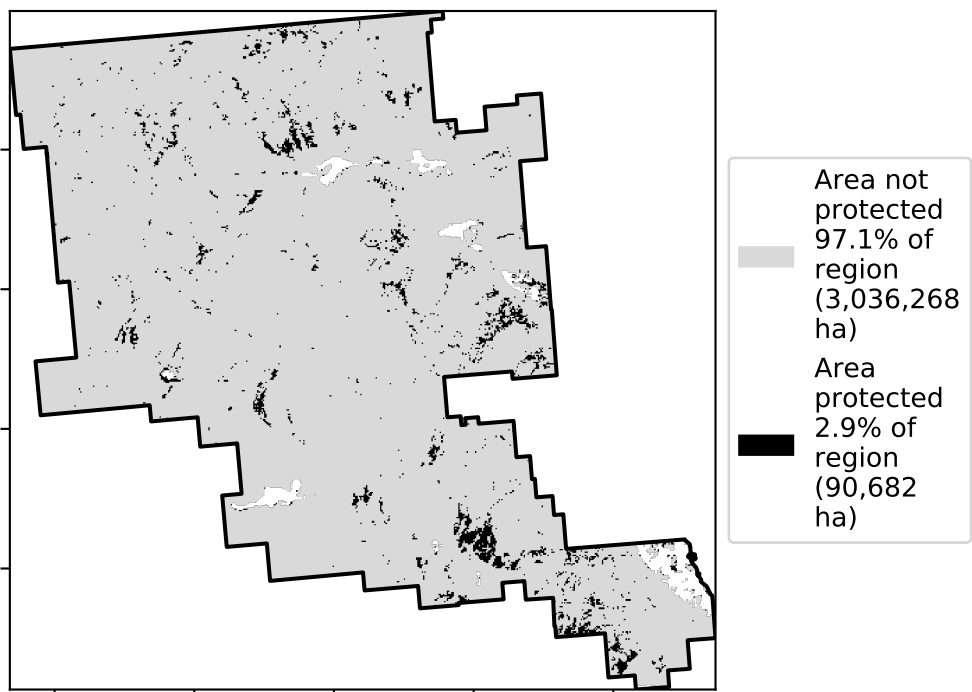 Area not
protected
97.1% of
region
(3,036,268
ha)
Area
protected
2.9% of
region
(90,682
ha)